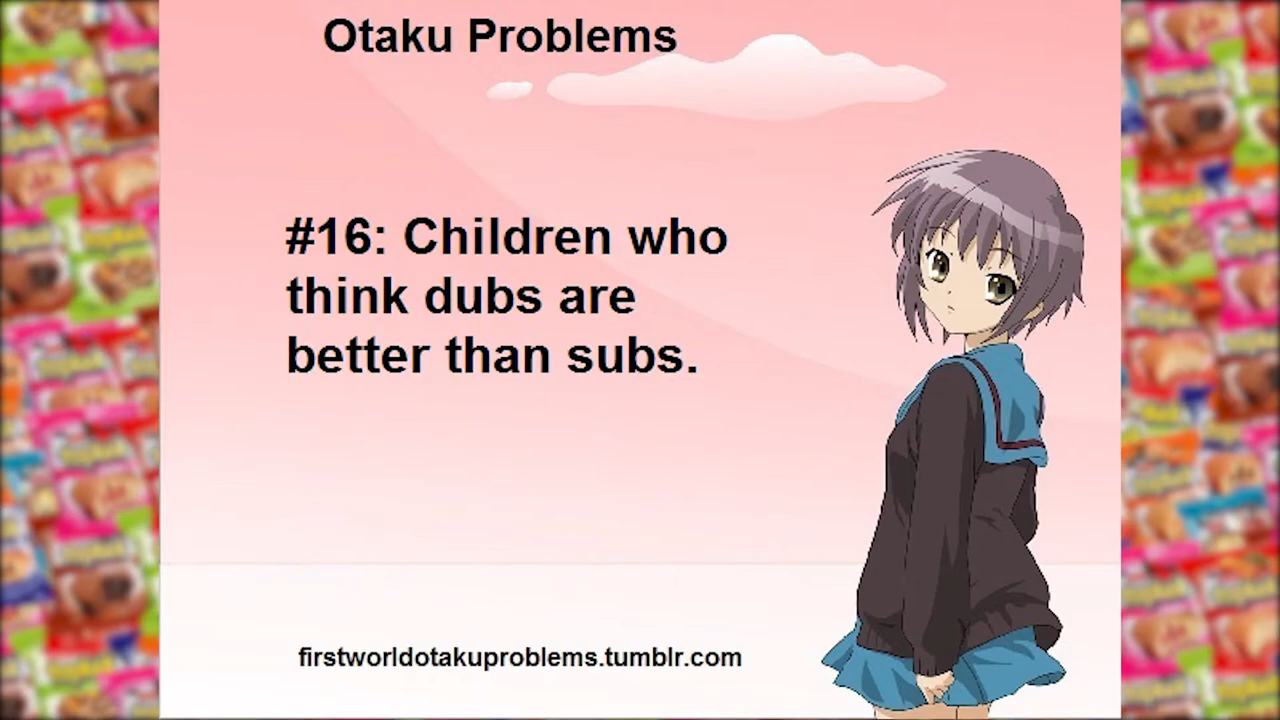 Otaku Problems
#16: Children who
think dubs are
better than subs.
firstworldotakuproblems.tumblr.com